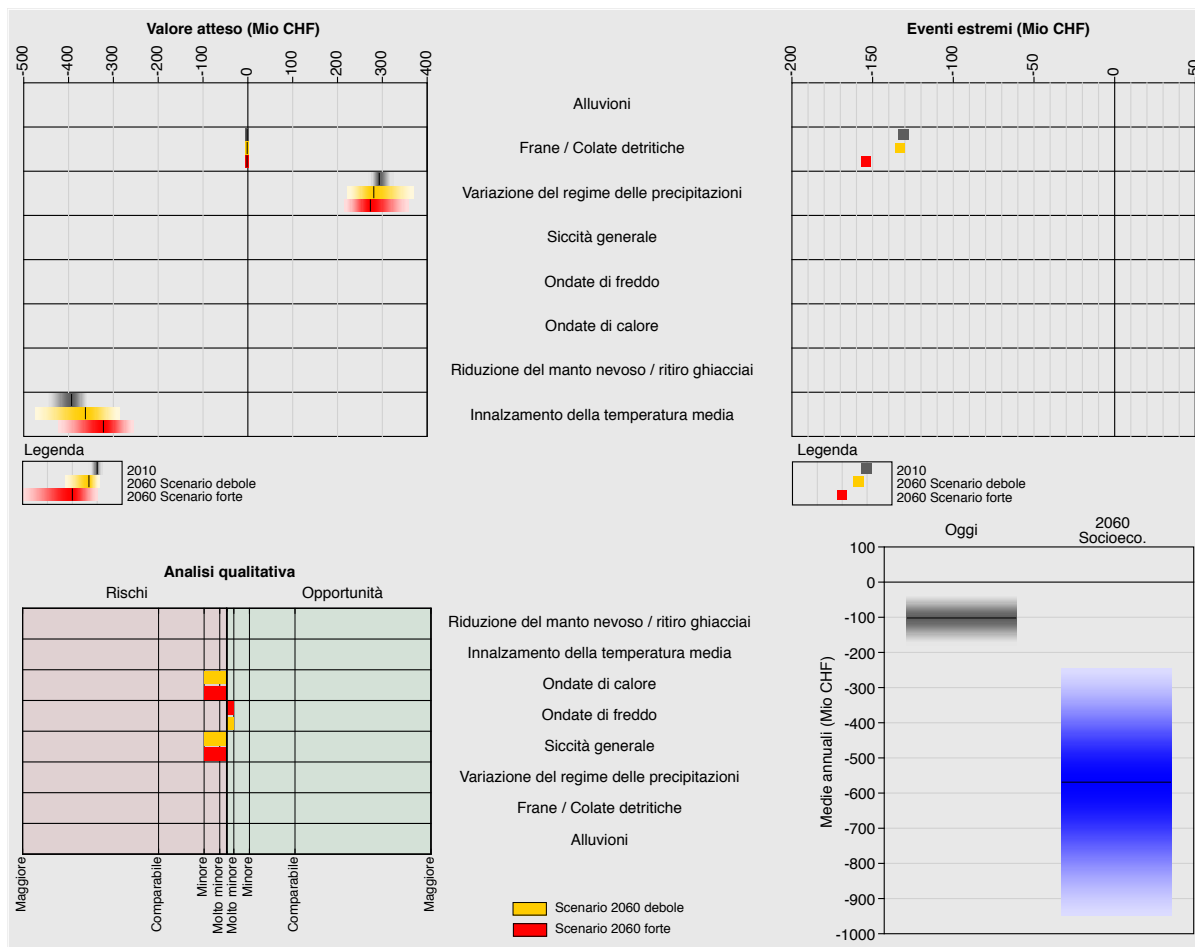 Valore atteso (Mio CHF)
-500 -400 -300 -200 -100 0 100 200 300 400
Eventi estremi (Mio CHF)
-200 -150 -100 -50 0 50
Alluvioni
Frane / Colate detritiche
Variazione del regime delle precipitazioni
Siccità generale
Ondate di freddo
Ondate di calore
Riduzione del manto nevoso / ritiro ghiacciai
Innalzamento della temperatura media
Legenda
2010
2060 Scenario debole
2060 Scenario forte
Legenda
2010
2060 Scenario debole
2060 Scenario forte
Analisi qualitativa
Rischi Opportunità
Riduzione del manto nevoso / ritiro ghiacciai
Innalzamento della temperatura media
Ondate di calore
Ondate di freddo
Siccità generale
Variazione del regime delle precipitazioni
Frane / Colate detritiche
Alluvioni
Maggiore Comparabile Minore Molto minore Molto minore Minore Comparabile Maggiore
Scenario 2060 debole
Scenario 2060 forte
Oggi
2060
Socioeco.
Medie annuali (Mio CHF)
100
0
-100
-200
-300
-400
-500
-600
-700
-800
-900
-1000